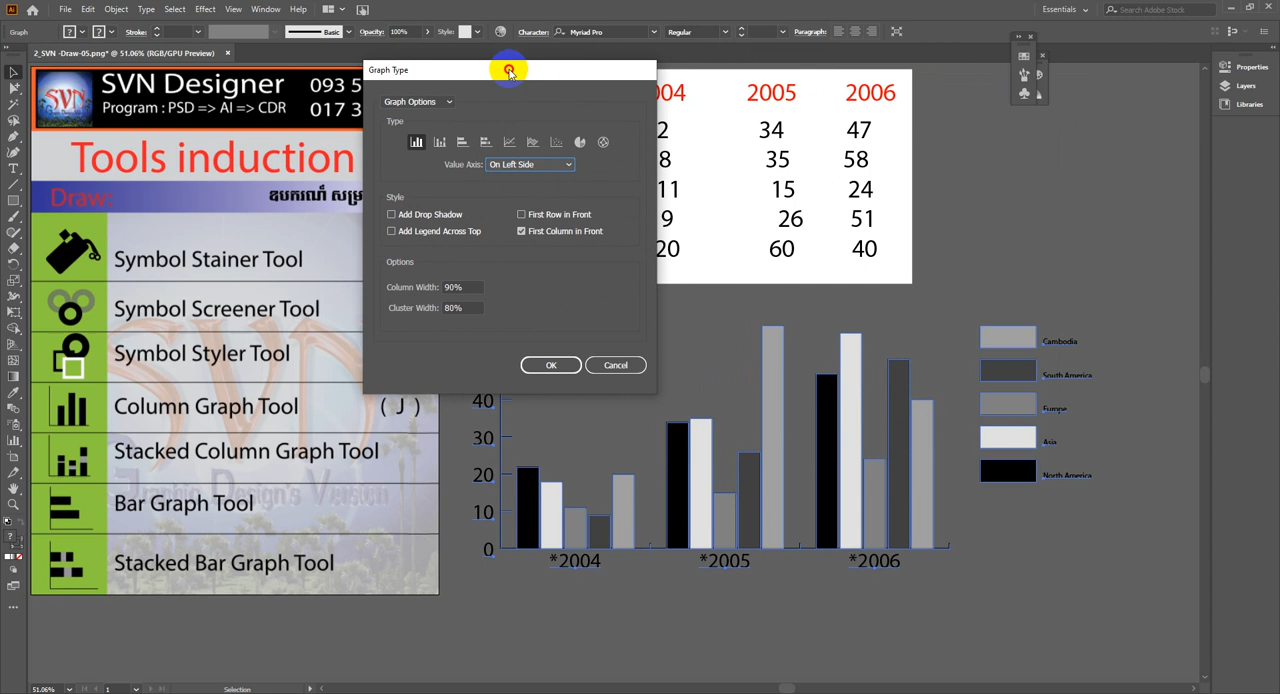 File Edit Object Type Select Effect View Window Help
Essentials
Search Adobe Stock
Graph
Stroke:
Basic
Opacity: 100%
Style:
Character:
Myriad Pro
Regular
Paragraph:
2_SVN -Draw-05.png* @ 51.06% (RGB/GPU Preview)
SVN Designer 093 5
Program : PSD => AI => CDR 017 3
Tools induction
Draw:
Symbol Stainer Tool
Symbol Screener Tool
Symbol Styler Tool
Column Graph Tool ( J )
Stacked Column Graph Tool
Bar Graph Tool
Stacked Bar Graph Tool
Graph Type
Graph Options
Type
Value Axis: On Left Side
Style
Add Drop Shadow First Row in Front
Add Legend Across Top First Column in Front
Options
Column Width: 90%
Cluster Width: 80%
OK Cancel
04 2005 2006
2 34 47
8 35 58
11 15 24
9 26 51
20 60 40
40
30
20
10
0
*2004 *2005 *2006
Cambodia
South America
Europe
Asia
North America
Properties
Layers
Libraries
51.06%
1
Selection